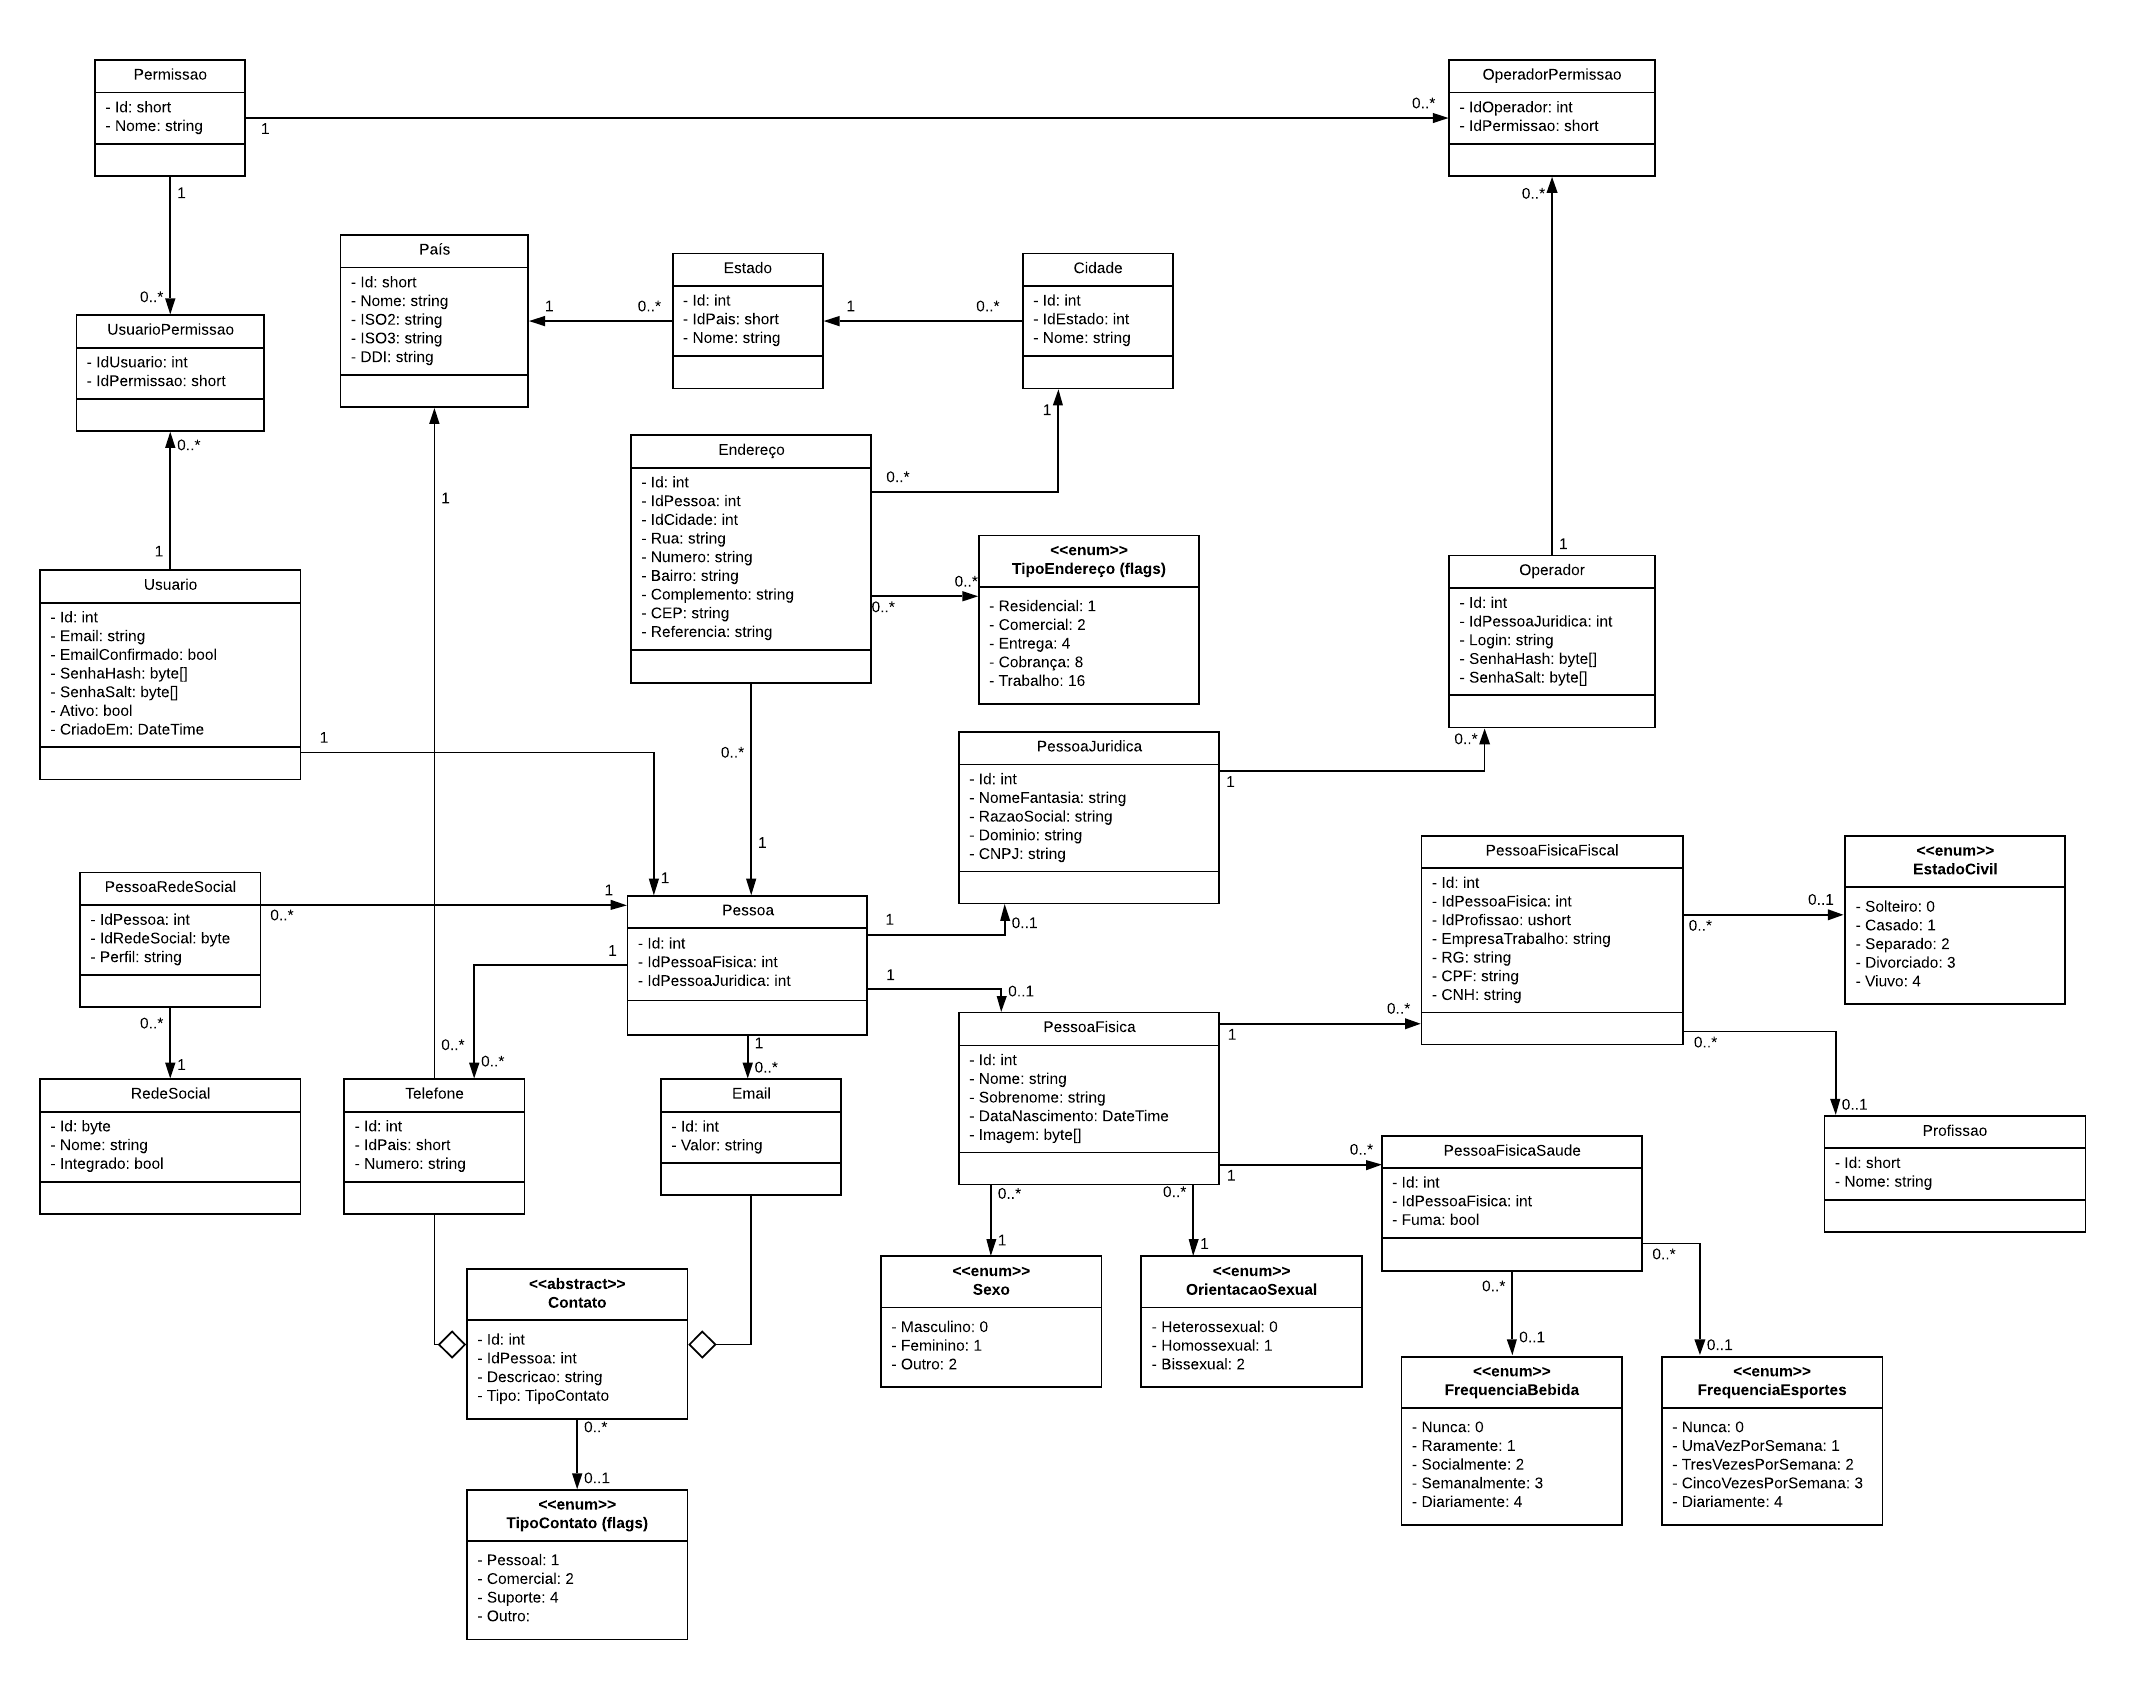 Permissao
- Id: short
- Nome: string
1
1
0..*
OperadorPermissao
- IdOperador: int
- IdPermissao: short
0..*
0..*
UsuarioPermissao
- IdUsuario: int
- IdPermissao: short
0..*
País
- Id: short
- Nome: string
- ISO2: string
- ISO3: string
- DDI: string
1
0..*
Estado
- Id: int
- IdPais: short
- Nome: string
1
0..*
Cidade
- Id: int
- IdEstado: int
- Nome: string
1
1
Endereço
- Id: int
- IdPessoa: int
- IdCidade: int
- Rua: string
- Numero: string
- Bairro: string
- Complemento: string
- CEP: string
- Referencia: string
0..*
0..*
0..*
<<enum>>
TipoEndereço (flags)
- Residencial: 1
- Comercial: 2
- Entrega: 4
- Cobrança: 8
- Trabalho: 16
1
Operador
- Id: int
- IdPessoaJuridica: int
- Login: string
- SenhaHash: byte[]
- SenhaSalt: byte[]
0..*
1
Usuario
- Id: int
- Email: string
- EmailConfirmado: bool
- SenhaHash: byte[]
- SenhaSalt: byte[]
- Ativo: bool
- CriadoEm: DateTime
1
0..*
1
1
PessoaJuridica
- Id: int
- NomeFantasia: string
- RazaoSocial: string
- Dominio: string
- CNPJ: string
1
0..1
PessoaRedeSocial
- IdPessoa: int
- IdRedeSocial: byte
- Perfil: string
0..*
1
0..*
1
Pessoa
- Id: int
- IdPessoaFisica: int
- IdPessoaJuridica: int
1
1
0..1
1
0..*
0..*
1
0..*
PessoaFisicaFiscal
- Id: int
- IdPessoaFisica: int
- IdProfissao: ushort
- EmpresaTrabalho: string
- RG: string
- CPF: string
- CNH: string
0..*
0..1
<<enum>>
EstadoCivil
- Solteiro: 0
- Casado: 1
- Separado: 2
- Divorciado: 3
- Viuvo: 4
0..*
0..1
RedeSocial
- Id: byte
- Nome: string
- Integrado: bool
Telefone
- Id: int
- IdPais: short
- Numero: string
Email
- Id: int
- Valor: string
PessoaFisica
- Id: int
- Nome: string
- Sobrenome: string
- DataNascimento: DateTime
- Imagem: byte[]
1
0..*
1
0..*
0..*
0..*
1
1
PessoaFisicaSaude
- Id: int
- IdPessoaFisica: int
- Fuma: bool
0..*
0..*
0..1
0..1
Profissao
- Id: short
- Nome: string
<<abstract>>
Contato
- Id: int
- IdPessoa: int
- Descricao: string
- Tipo: TipoContato
0..*
0..1
<<enum>>
Sexo
- Masculino: 0
- Feminino: 1
- Outro: 2
<<enum>>
OrientacaoSexual
- Heterossexual: 0
- Homossexual: 1
- Bissexual: 2
<<enum>>
FrequenciaBebida
- Nunca: 0
- Raramente: 1
- Socialmente: 2
- Semanalmente: 3
- Diariamente: 4
<<enum>>
FrequenciaEsportes
- Nunca: 0
- UmaVezPorSemana: 1
- TresVezesPorSemana: 2
- CincoVezesPorSemana: 3
- Diariamente: 4
<<enum>>
TipoContato (flags)
- Pessoal: 1
- Comercial: 2
- Suporte: 4
- Outro: